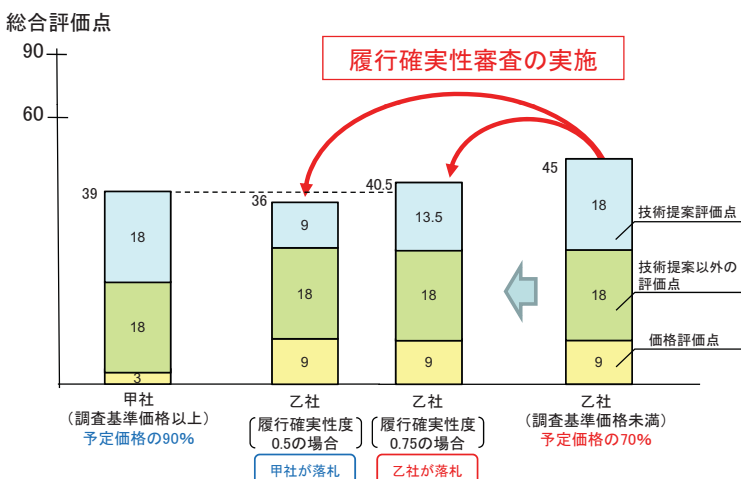 総合評価点
90
60
履行確実性審査の実施
39
36
40.5
45
18
9
13.5
18
18
18
18
18
3
9
9
9
技術提案評価点
技術提案以外の
評価点
価格評価点
甲社
（調査基準価格以上）
予定価格の90%
乙社
履行確実性度
0.5の場合
甲社が落札
乙社
履行確実性度
0.75の場合
乙社が落札
乙社
（調査基準価格未満）
予定価格の70%